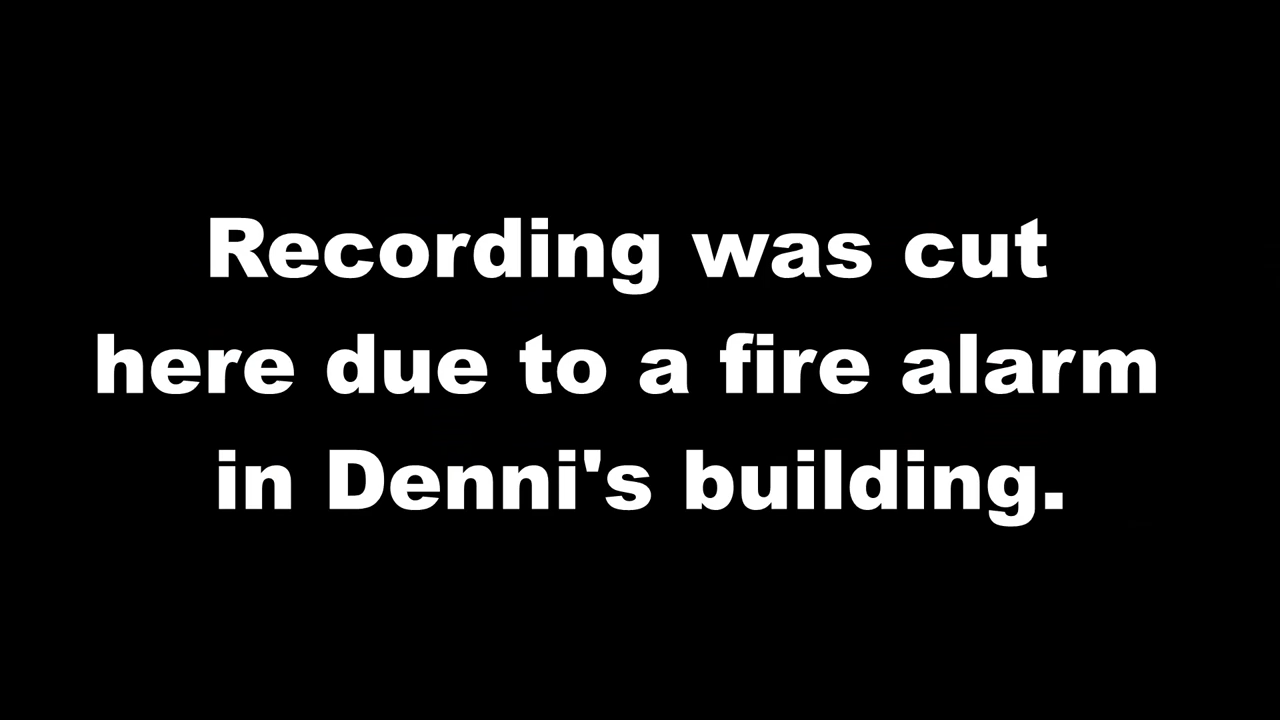 Recording was cut
here due to a fire alarm
in Denni's building.